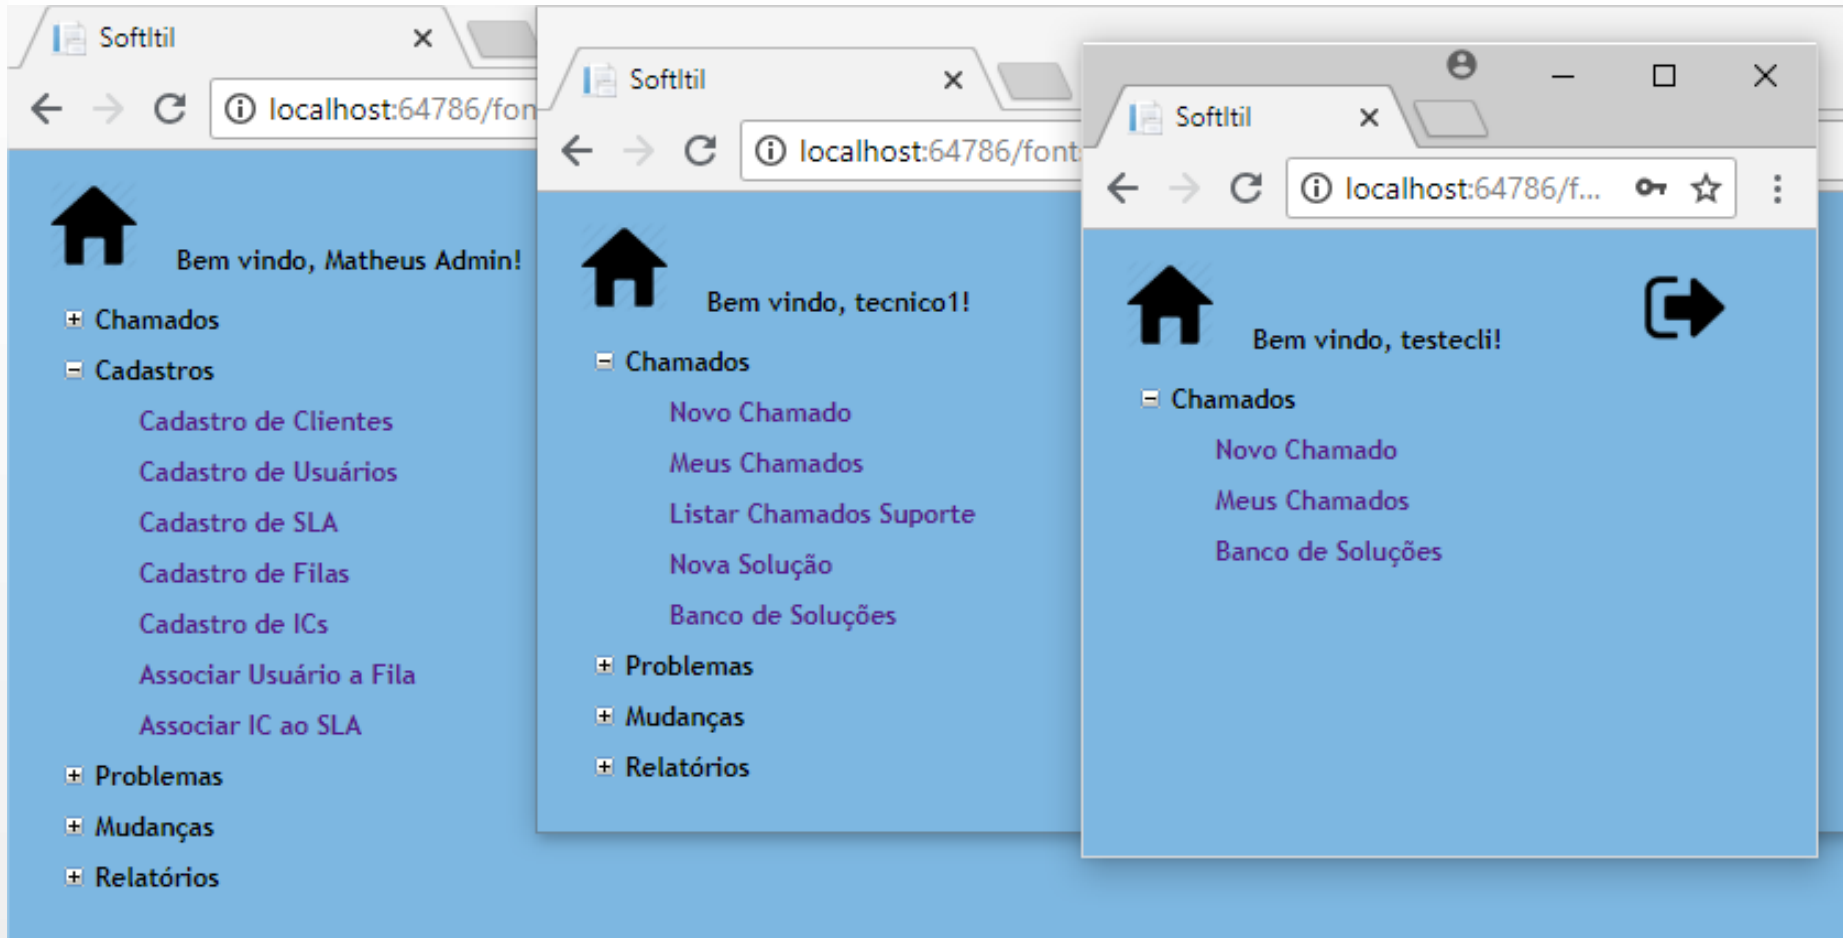 SoftItil
localhost:64786/fon
Bem vindo, Matheus Admin!
Chamados
Cadastros
Cadastro de Clientes
Cadastro de Usuários
Cadastro de SLA
Cadastro de Filas
Cadastro de ICs
Associar Usuário a Fila
Associar IC ao SLA
Problemas
Mudanças
Relatórios
SoftItil
localhost:64786/font
Bem vindo, tecnico1!
Chamados
Novo Chamado
Meus Chamados
Listar Chamados Suporte
Nova Solução
Banco de Soluções
Problemas
Mudanças
Relatórios
SoftItil
localhost:64786/f...
Bem vindo, testecli!
Chamados
Novo Chamado
Meus Chamados
Banco de Soluções